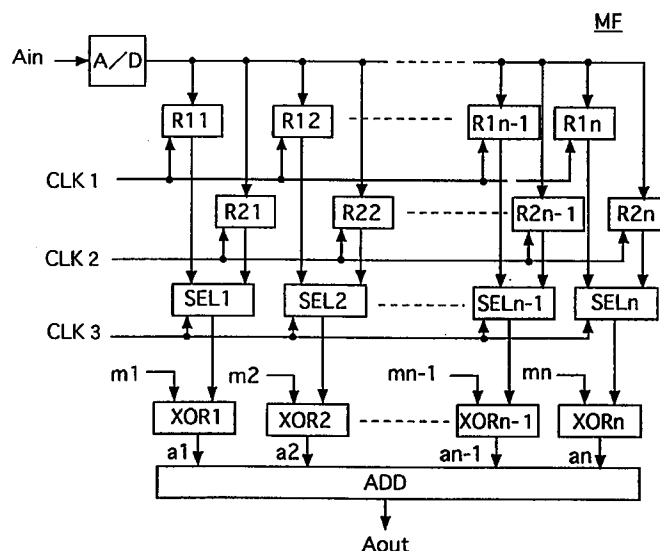 MF
Ain A/D
R11 R12 R1n-1 R1n
CLK 1
R21 R22 R2n-1 R2n
CLK 2
SEL1 SEL2 SELn-1 SELn
CLK 3
m1 m2 mn-1 mn
XOR1 XOR2 XORn-1 XORn
a1 a2 an-1 an
ADD
Aout